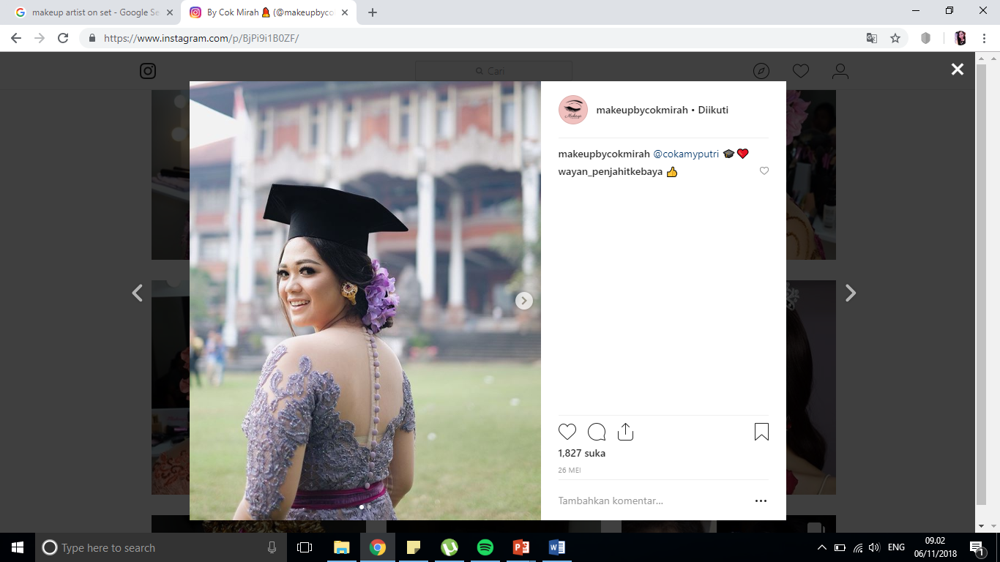 makeup artist on set - Google Se
By Cok Mirah 💄 (@makeupbyco
https://www.instagram.com/p/BjPi9i1B0ZF/
Cari
makeupbycokmirah • Diikuti
makeupbycokmirah @cokamyputri 🎓❤️
wayan_penjahitkebaya 👍
1,827 suka
26 MEI
Tambahkan komentar...
Type here to search
ENG
09.02
06/11/2018
1